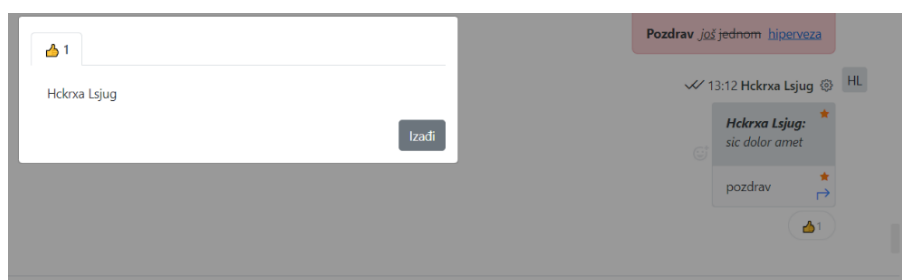 👍 1
Hckrxa Lsjug
Izađi
Pozdrav još jednom hiperveza
13:12 Hckrxa Lsjug
HL
Hckrxa Lsjug:
sic dolor amet
pozdrav
👍 1